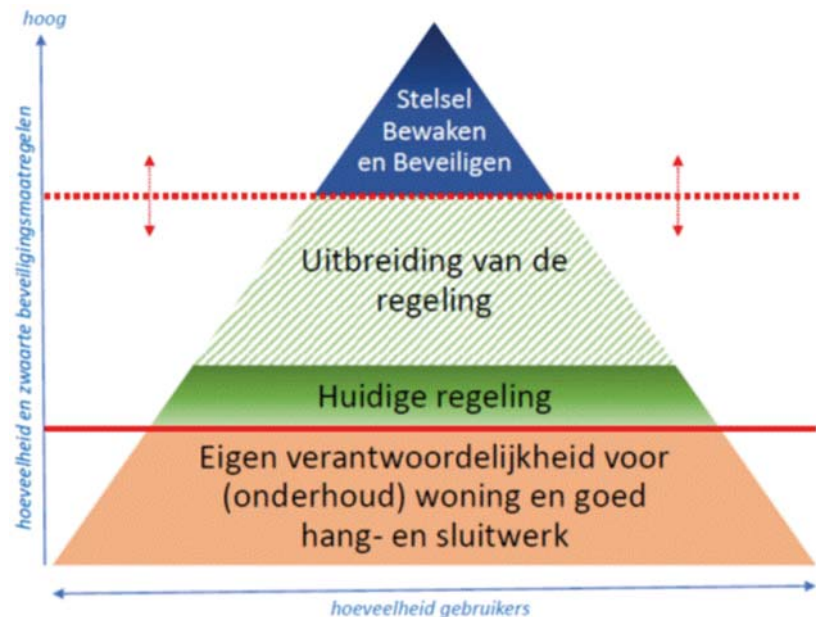 hoog
hoeveelheid en zwaarte beveiligingsmaatregelen
Stelsel
Bewaken
en Beveiligen
Uitbreiding van de
regeling
Huidige regeling
Eigen verantwoordelijkheid voor
(onderhoud) woning en goed
hang- en sluitwerk
hoeveelheid gebruikers